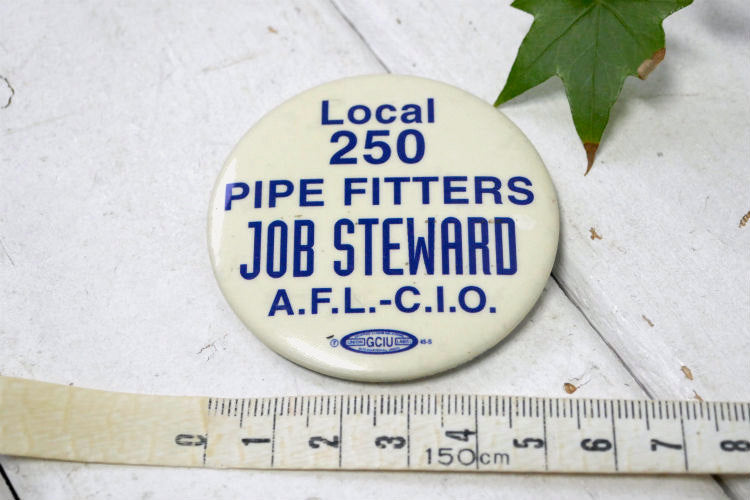 Local
250
PIPE FITTERS
JOB STEWARD
A.F.L.-C.I.O.
GCIU
0 1 2 3 4 5 6 7 8
150cm